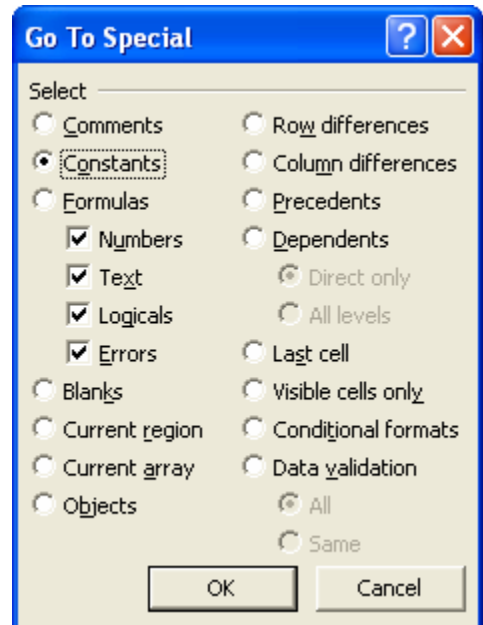 Go To Special
Select
Comments
Constants
Formulas
Numbers
Text
Logicals
Errors
Blanks
Current region
Current array
Objects
Row differences
Column differences
Precedents
Dependents
Direct only
All levels
Last cell
Visible cells only
Conditional formats
Data validation
All
Same
OK
Cancel